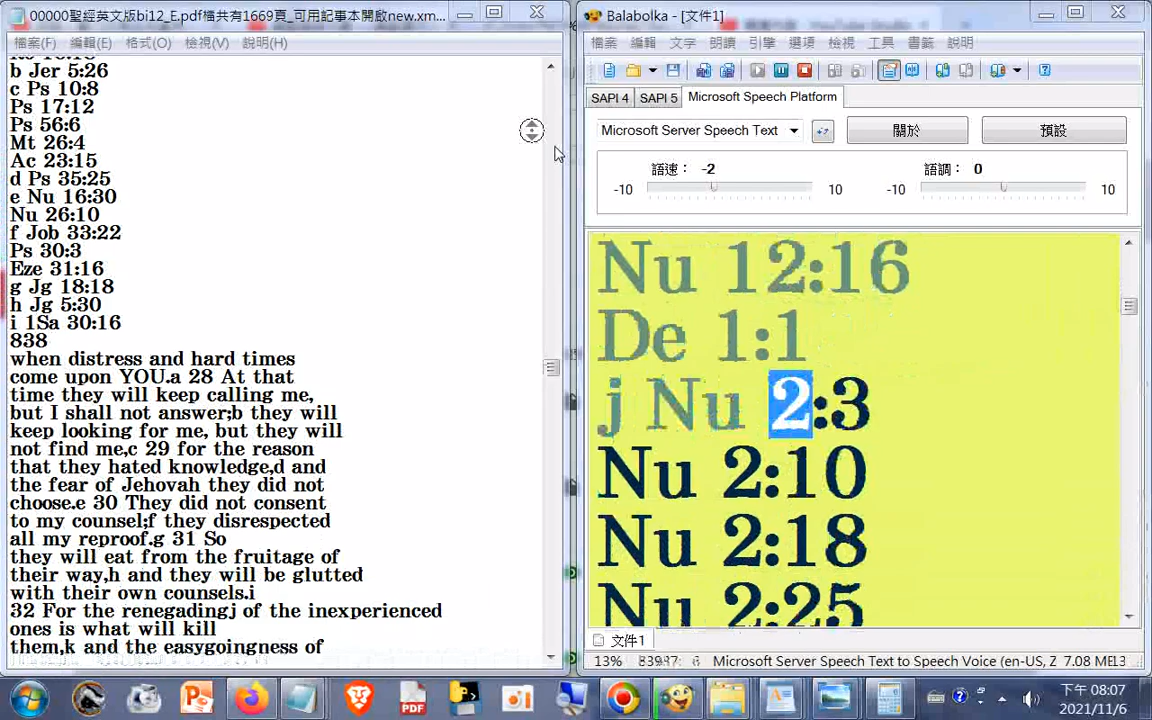 00000聖經英文版bi12_E.pdf檔共有1669頁_可用記事本開啟new.xm...
檔案(F) 編輯(E) 格式(O) 檢視(V) 說明(H)
b Jer 5:26
c Ps 10:8
Ps 17:12
Ps 56:6
Mt 26:4
Ac 23:15
d Ps 35:25
e Nu 16:30
Nu 26:10
f Job 33:22
Ps 30:3
Eze 31:16
g Jg 18:18
h Jg 5:30
i 1Sa 30:16
838
when distress and hard times
come upon YOU.a 28 At that
time they will keep calling me,
but I shall not answer;b they will
keep looking for me, but they will
not find me,c 29 for the reason
that they hated knowledge,d and
the fear of Jehovah they did not
choose.e 30 They did not consent
to my counsel;f they disrespected
all my reproof.g 31 So
they will eat from the fruitage of
their way,h and they will be glutted
with their own counsels.i
32 For the renegadingj of the inexperienced
ones is what will kill
them,k and the easygoingness of
Balabolka - [文件1]
檔案 編輯 文字 朗讀 引擎 選項 檢視 工具 書籤 說明
SAPI 4 SAPI 5 Microsoft Speech Platform
Microsoft Server Speech Text 關於 預設
語速： -2 語調： 0
-10 10 -10 10
Nu 12:16
De 1:1
j Nu 2:3
Nu 2:10
Nu 2:18
Nu 2:25
文件1
13% 83987: 6 Microsoft Server Speech Text to Speech Voice (en-US, Z 7.08 ME
下午 08:07
2021/11/6